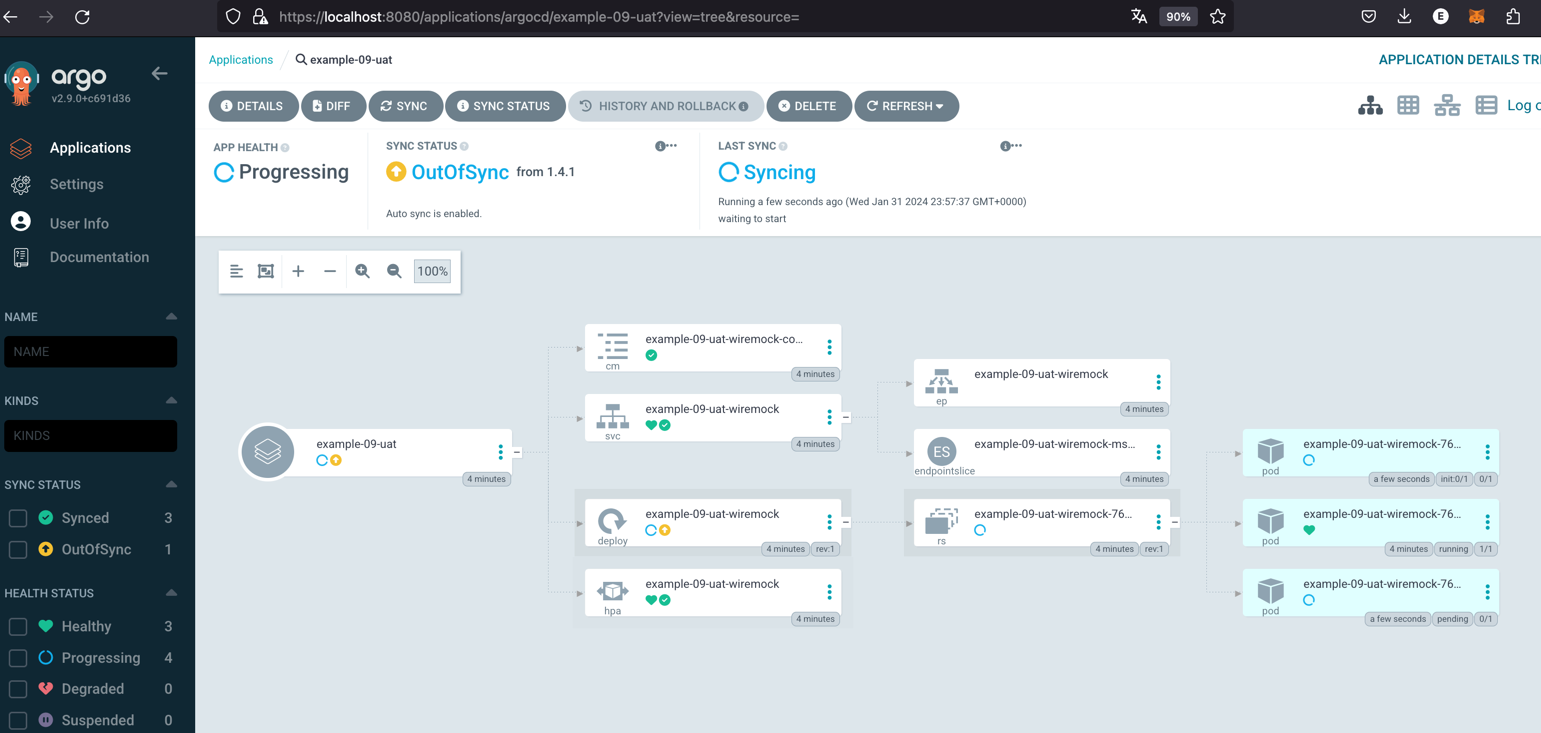 https://localhost:8080/applications/argocd/example-09-uat?view=tree&resource=
90%
E
argo
v2.9.0+c691d36
Applications
Settings
User Info
Documentation
NAME
NAME
KINDS
KINDS
SYNC STATUS
Synced 3
OutOfSync 1
HEALTH STATUS
Healthy 3
Progressing 4
Degraded 0
Suspended 0
Applications / example-09-uat
APPLICATION DETAILS TRE
DETAILS DIFF SYNC SYNC STATUS HISTORY AND ROLLBACK DELETE REFRESH
Log o
APP HEALTH
Progressing
SYNC STATUS
OutOfSync from 1.4.1
Auto sync is enabled.
LAST SYNC
Syncing
Running a few seconds ago (Wed Jan 31 2024 23:57:37 GMT+0000)
waiting to start
100%
example-09-uat
4 minutes
example-09-uat-wiremock-co...
cm
4 minutes
example-09-uat-wiremock
svc
4 minutes
example-09-uat-wiremock
deploy
4 minutes rev:1
example-09-uat-wiremock
hpa
4 minutes
example-09-uat-wiremock
ep
4 minutes
ES
example-09-uat-wiremock-ms...
endpointslice
4 minutes
example-09-uat-wiremock-76...
rs
4 minutes rev:1
example-09-uat-wiremock-76...
pod
a few seconds init:0/1 0/1
example-09-uat-wiremock-76...
pod
4 minutes running 1/1
example-09-uat-wiremock-76...
pod
a few seconds pending 0/1